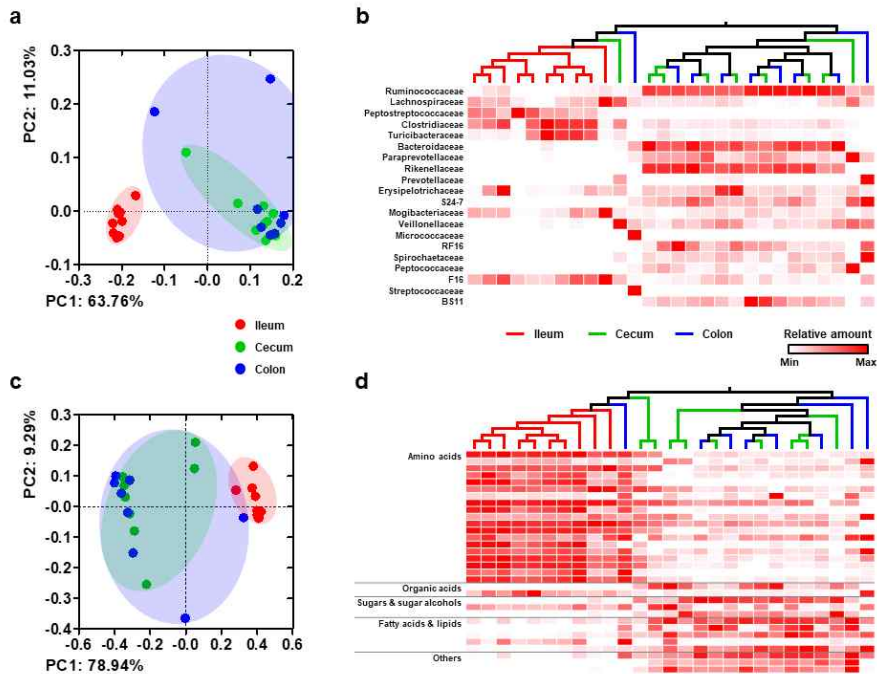 a
PC2: 11.03%
0.3
0.2
0.1
0.0
-0.1
-0.3
-0.2
-0.1
-0.0
0.1
0.2
PC1: 63.76%
Ileum
Cecum
Colon
b
Ruminococcaceae
Lachnospiraceae
Peptostreptococcaceae
Clostridiaceae
Turicibacteraceae
Bacteroidaceae
Paraprevotellaceae
Rikenellaceae
Prevotellaceae
Erysipelotrichaceae
S24-7
Mogibacteriaceae
Veillonellaceae
Micrococcaceae
RF16
Spirochaetaceae
Peptococcaceae
F16
Streptococcaceae
BS11
Ileum Cecum Colon
Relative amount
Min Max
c
PC2: 9.29%
0.3
0.2
0.1
-0.0
-0.1
-0.2
-0.3
-0.4
-0.6
-0.4
-0.2
-0.0
0.2
0.4
0.6
PC1: 78.94%
d
Amino acids
Organic acids
Sugars & sugar alcohols
Fatty acids & lipids
Others